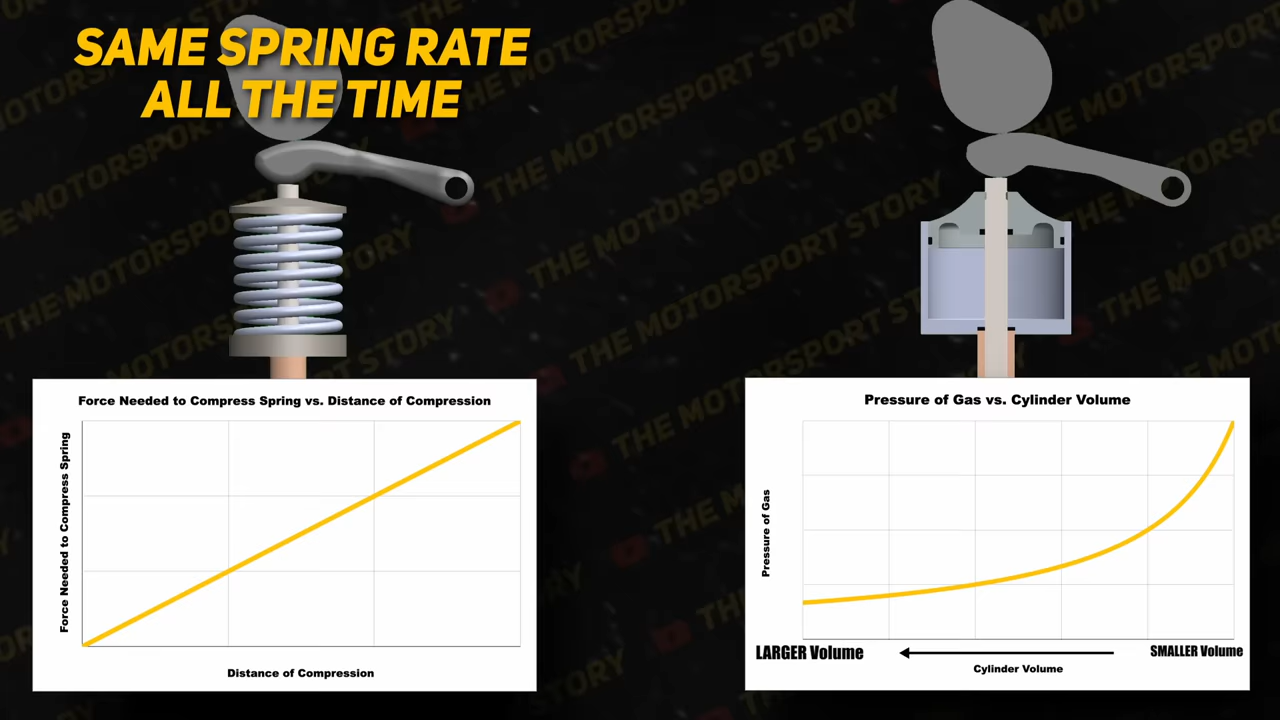 SAME SPRING RATE
ALL THE TIME
Force Needed to Compress Spring vs. Distance of Compression
Force Needed to Compress Spring
Distance of Compression
Pressure of Gas vs. Cylinder Volume
Pressure of Gas
LARGER Volume
SMALLER Volume
Cylinder Volume
THE MOTORSPORT STORY